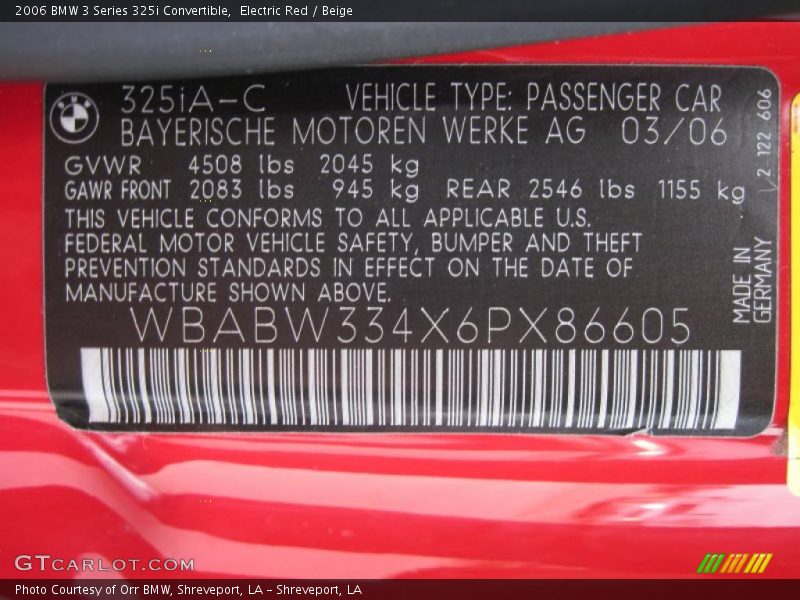 2006 BMW 3 Series 325i Convertible,  Electric Red / Beige
BMW
325iA-C VEHICLE TYPE: PASSENGER CAR
BAYERISCHE MOTOREN WERKE AG 03/06
GVWR 4508 lbs 2045 kg
GAWR FRONT 2083 lbs 945 kg REAR 2546 lbs 1155 kg
THIS VEHICLE CONFORMS TO ALL APPLICABLE U.S.
FEDERAL MOTOR VEHICLE SAFETY, BUMPER AND THEFT
PREVENTION STANDARDS IN EFFECT ON THE DATE OF
MANUFACTURE SHOWN ABOVE.
WBABW334X6PX86605
2 122 606
MADE IN
GERMANY
GTCARLOT.COM
Photo Courtesy of Orr BMW, Shreveport, LA - Shreveport, LA